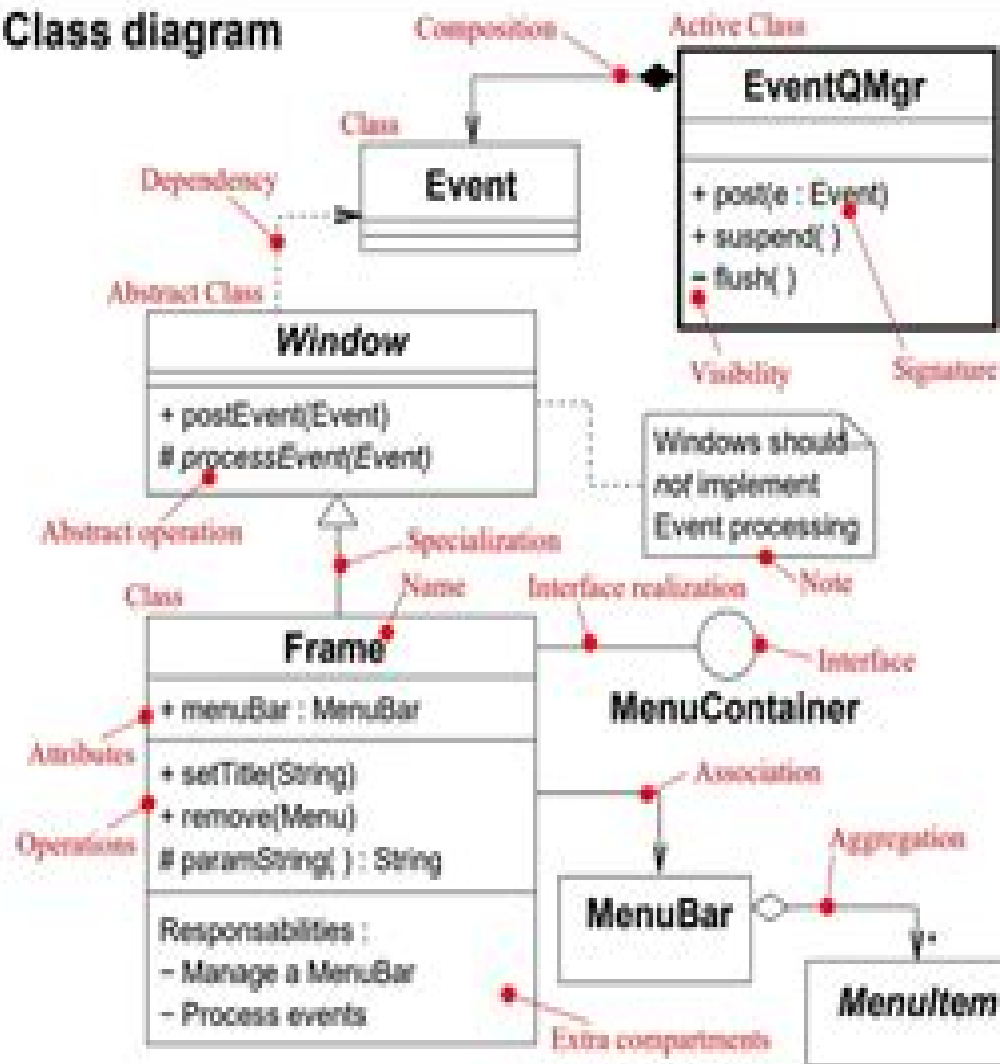 Class diagram
Composition
Active Class
EventQMgr
+ post(e : Event)
+ suspend( )
− flush( )
Visibility
Signature
Class
Event
Dependency
Abstract Class
Window
+ postEvent(Event)
# processEvent(Event)
Abstract operation
Windows should
not implement
Event processing
Note
Specialization
Class
Name
Frame
+ menuBar : MenuBar
Attributes
+ setTitle(String)
+ remove(Menu)
# paramString( ) : String
Operations
Responsabilities :
− Manage a MenuBar
− Process events
Extra compartments
Interface realization
Interface
MenuContainer
Association
MenuBar
Aggregation
*
MenuItem